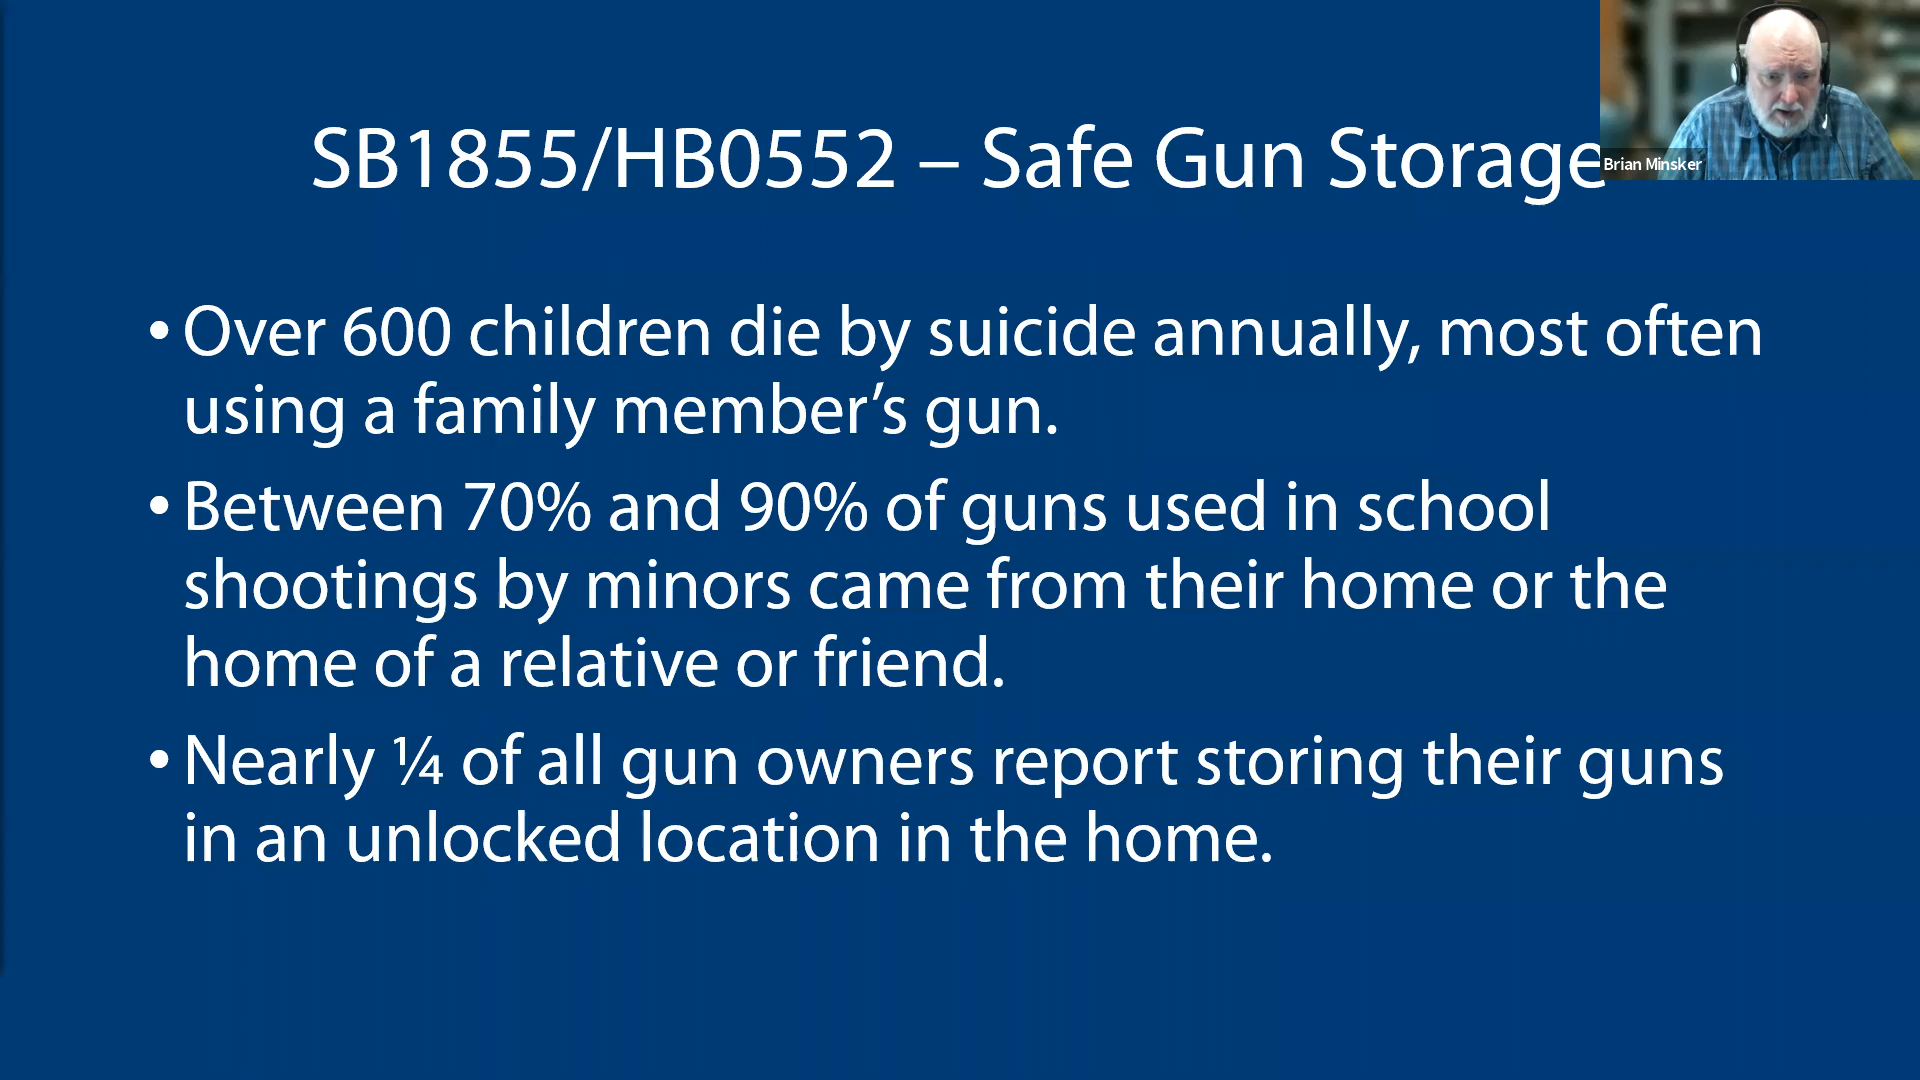 SB1855/HB0552 – Safe Gun Storage
Brian Minsker
• Over 600 children die by suicide annually, most often
using a family member’s gun.
• Between 70% and 90% of guns used in school
shootings by minors came from their home or the
home of a relative or friend.
• Nearly ¼ of all gun owners report storing their guns
in an unlocked location in the home.